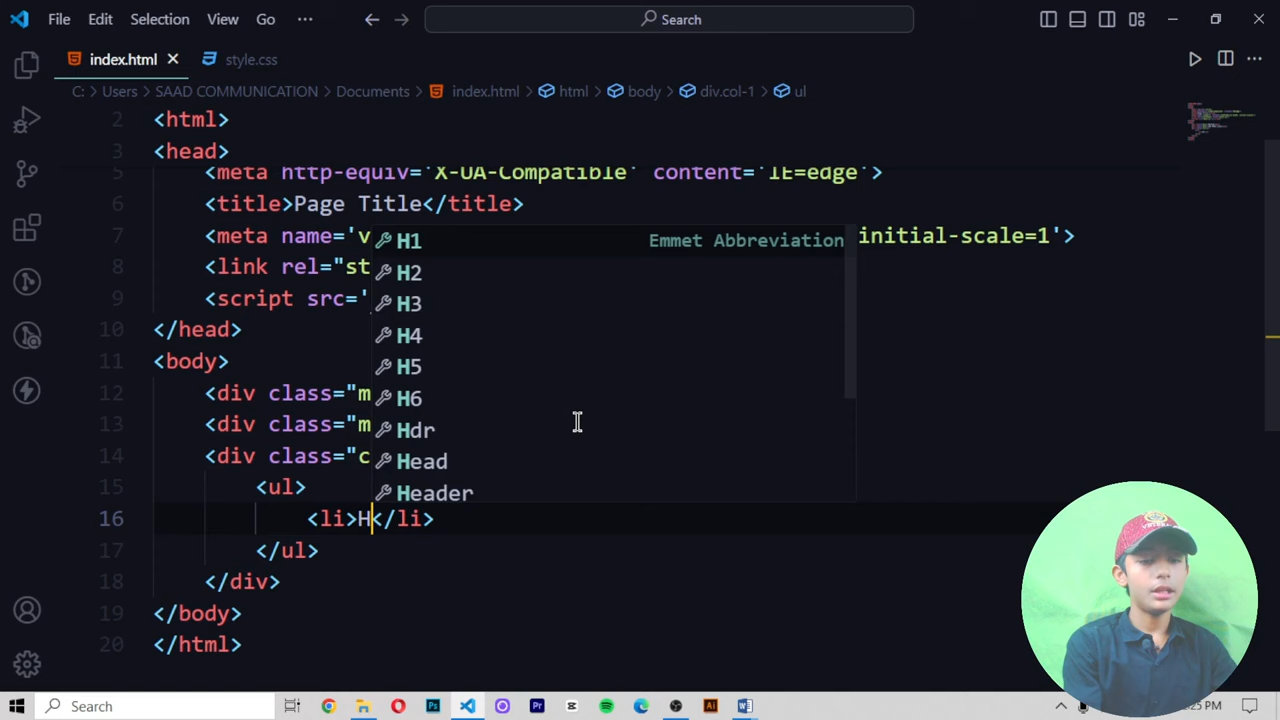 File Edit Selection View Go ··· Search
index.html style.css
C: > Users > SAAD COMMUNICATION > Documents > index.html > html > body > div.col-1 > ul
2 <html>
3 <head>
<meta http-equiv='X-UA-Compatible' content='IE=edge'>
6 <title>Page Title</title>
7 <meta name='v initial-scale=1'>
8 <link rel="st
9 <script src='
10 </head>
11 <body>
12 <div class="m
13 <div class="m
14 <div class="c
15 <ul>
16 <li>H</li>
17 </ul>
18 </div>
19 </body>
20 </html>
H1 Emmet Abbreviation
H2
H3
H4
H5
H6
Hdr
Head
Header
Search